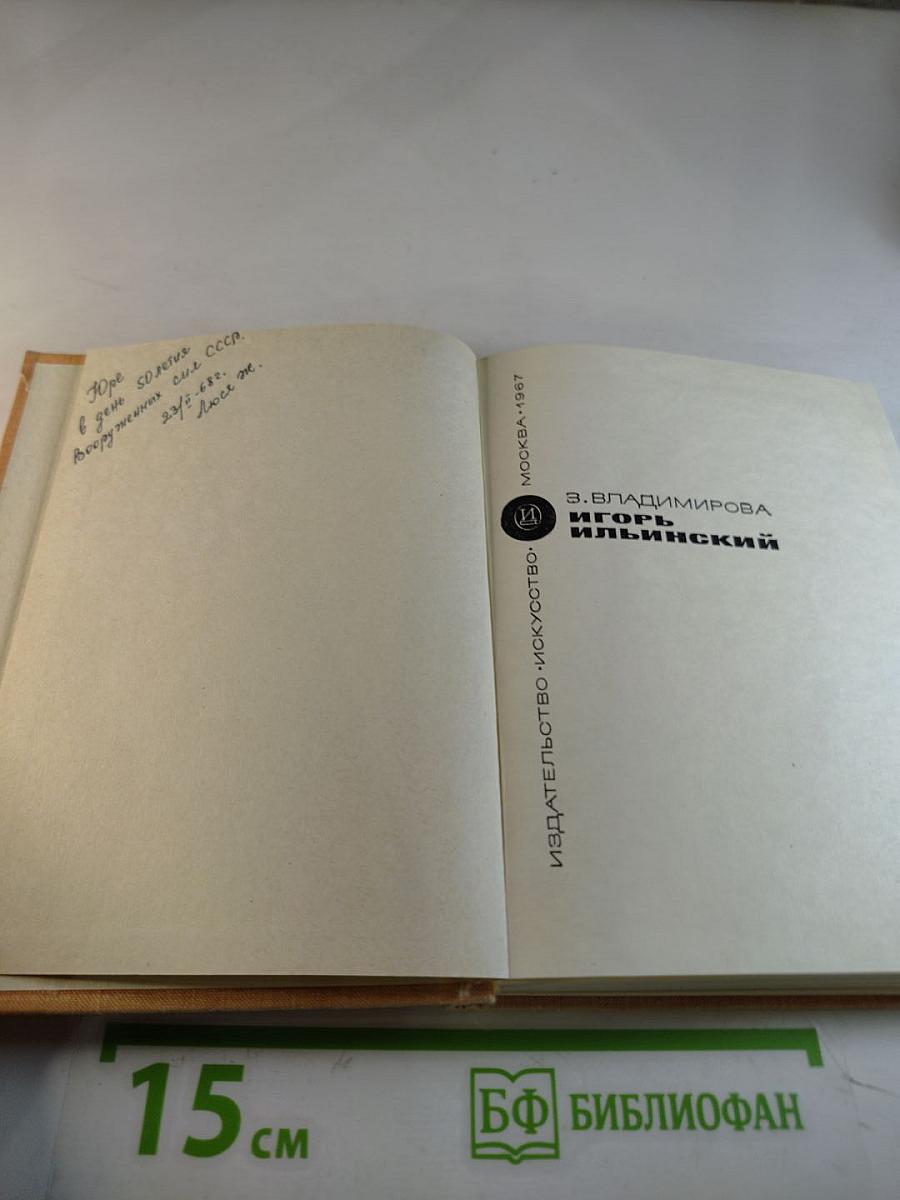 Юре
в день 50летия
Вооруженных сил СССР.
23/II-68г.
Люся Ж.
З. ВЛАДИМИРОВА
ИГОРЬ
ИЛЬИНСКИЙ
ИЗДАТЕЛЬСТВО •ИСКУССТВО• И МОСКВА•1967
15 см
БФ БИБЛИОФАН